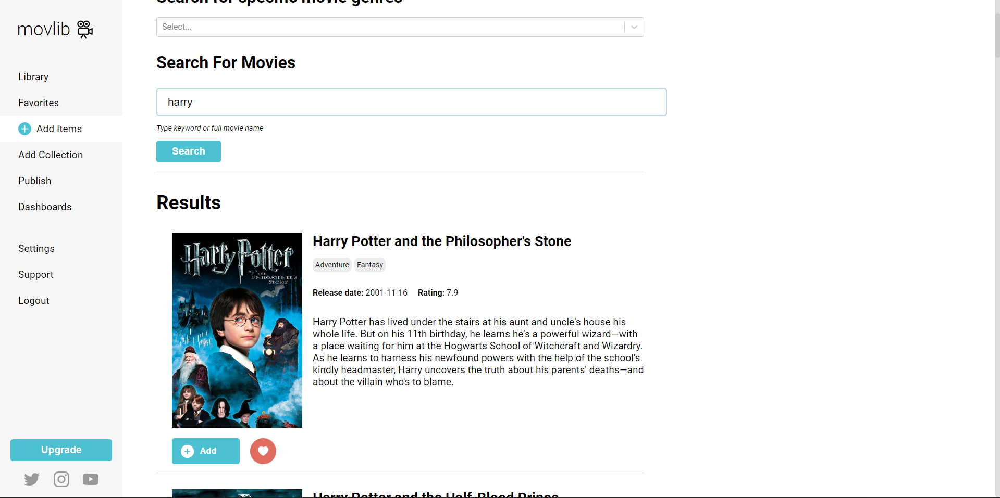 movlib
Library
Favorites
Add Items
Add Collection
Publish
Dashboards
Settings
Support
Logout
Upgrade
Search for specific movie genres
Select...
Search For Movies
harry
Type keyword or full movie name
Search
Results
Harry Potter
AND THE
PHILOSOPHER'S
STONE
Harry Potter and the Philosopher's Stone
Adventure Fantasy
Release date: 2001-11-16 Rating: 7.9
Harry Potter has lived under the stairs at his aunt and uncle's house his
whole life. But on his 11th birthday, he learns he's a powerful wizard—with
a place waiting for him at the Hogwarts School of Witchcraft and Wizardry.
As he learns to harness his newfound powers with the help of the school's
kindly headmaster, Harry uncovers the truth about his parents' deaths—and
about the villain who's to blame.
Add
Harry Potter and the Half-Blood Prince